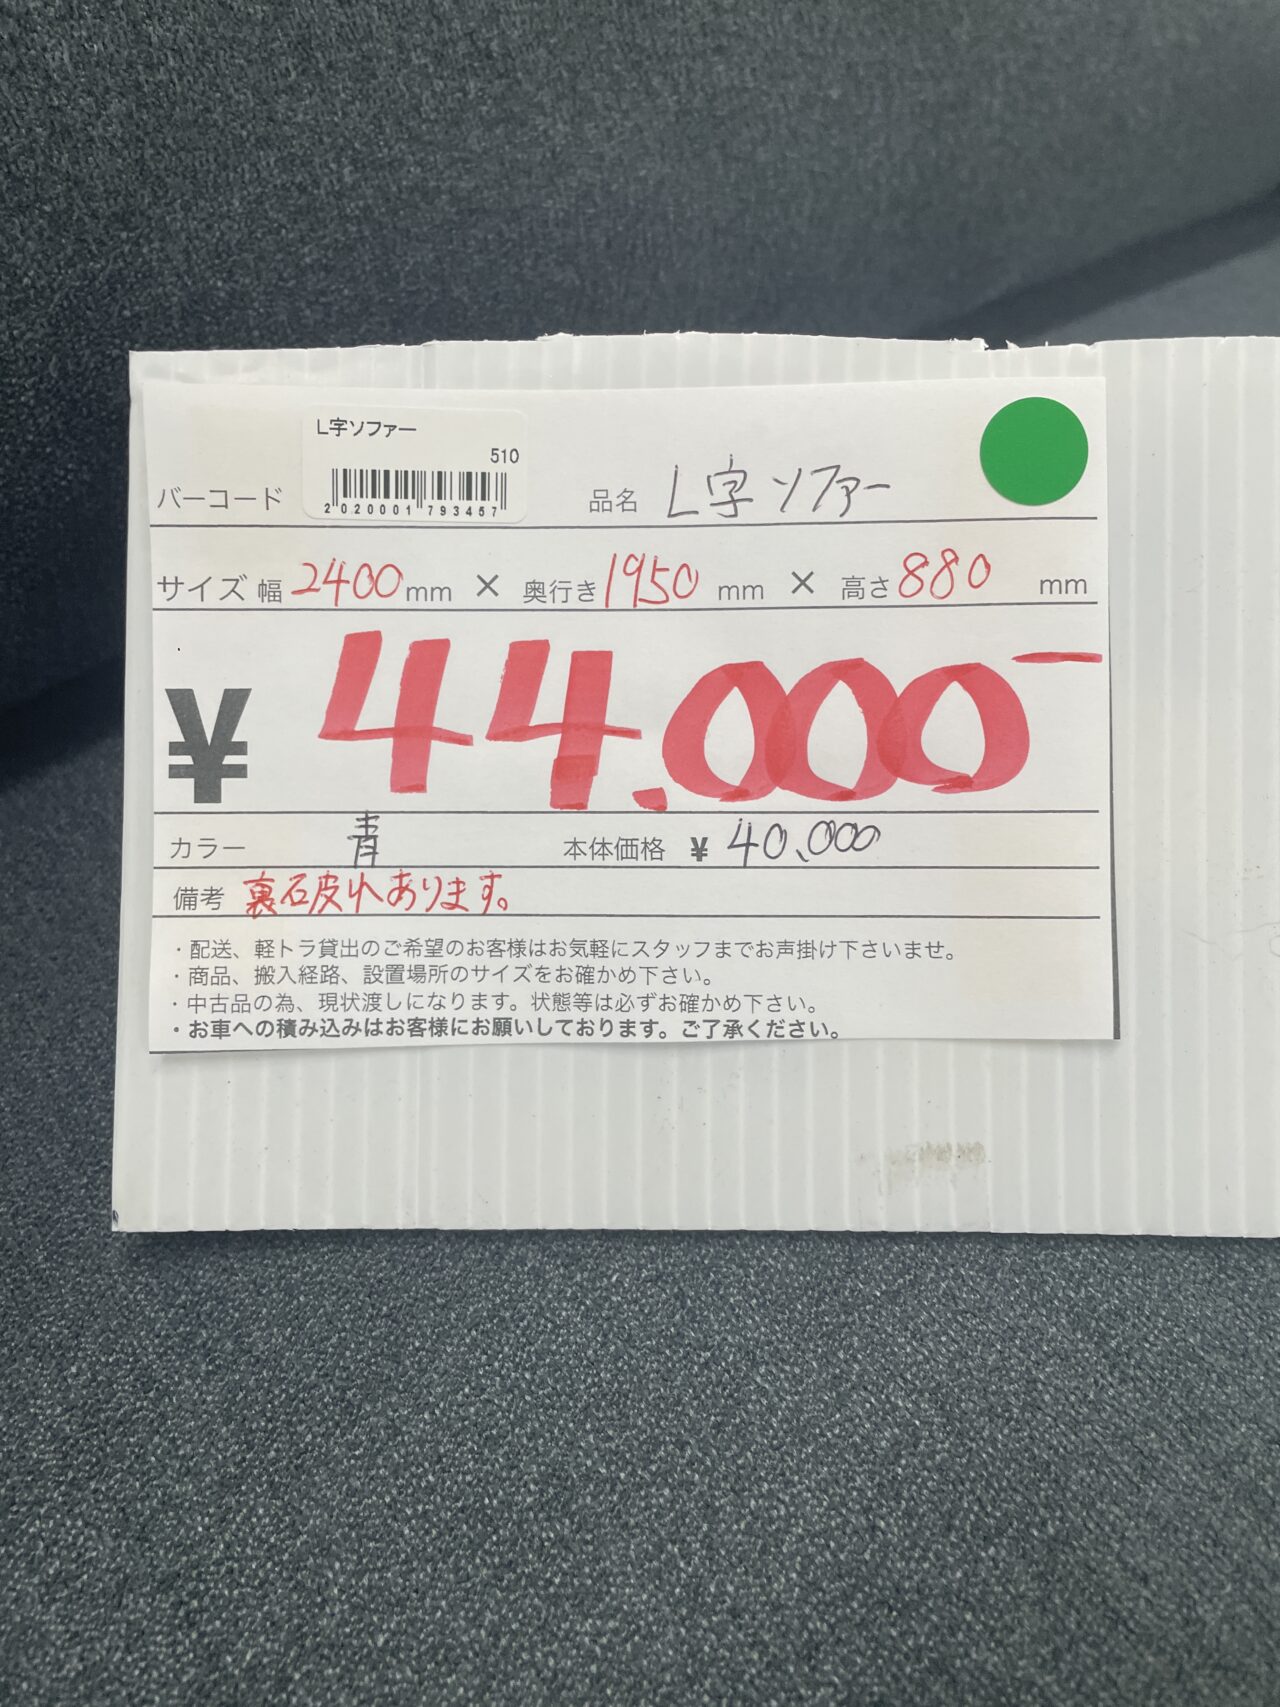 L字ソファー
510
バーコード
2 020001 793457
品名 L字ソファー
サイズ 幅 2400 mm × 奥行き 1950 mm × 高さ 880 mm
¥ 44.000-
カラー 青 本体価格 ¥ 40,000
備考 裏石皮れあります。
・配送、軽トラ貸出のご希望のお客様はお気軽にスタッフまでお声掛け下さいませ。
・商品、搬入経路、設置場所のサイズをお確かめ下さい。
・中古品の為、現状渡しになります。状態等は必ずお確かめ下さい。
・お車への積み込みはお客様にお願いしております。ご了承ください。